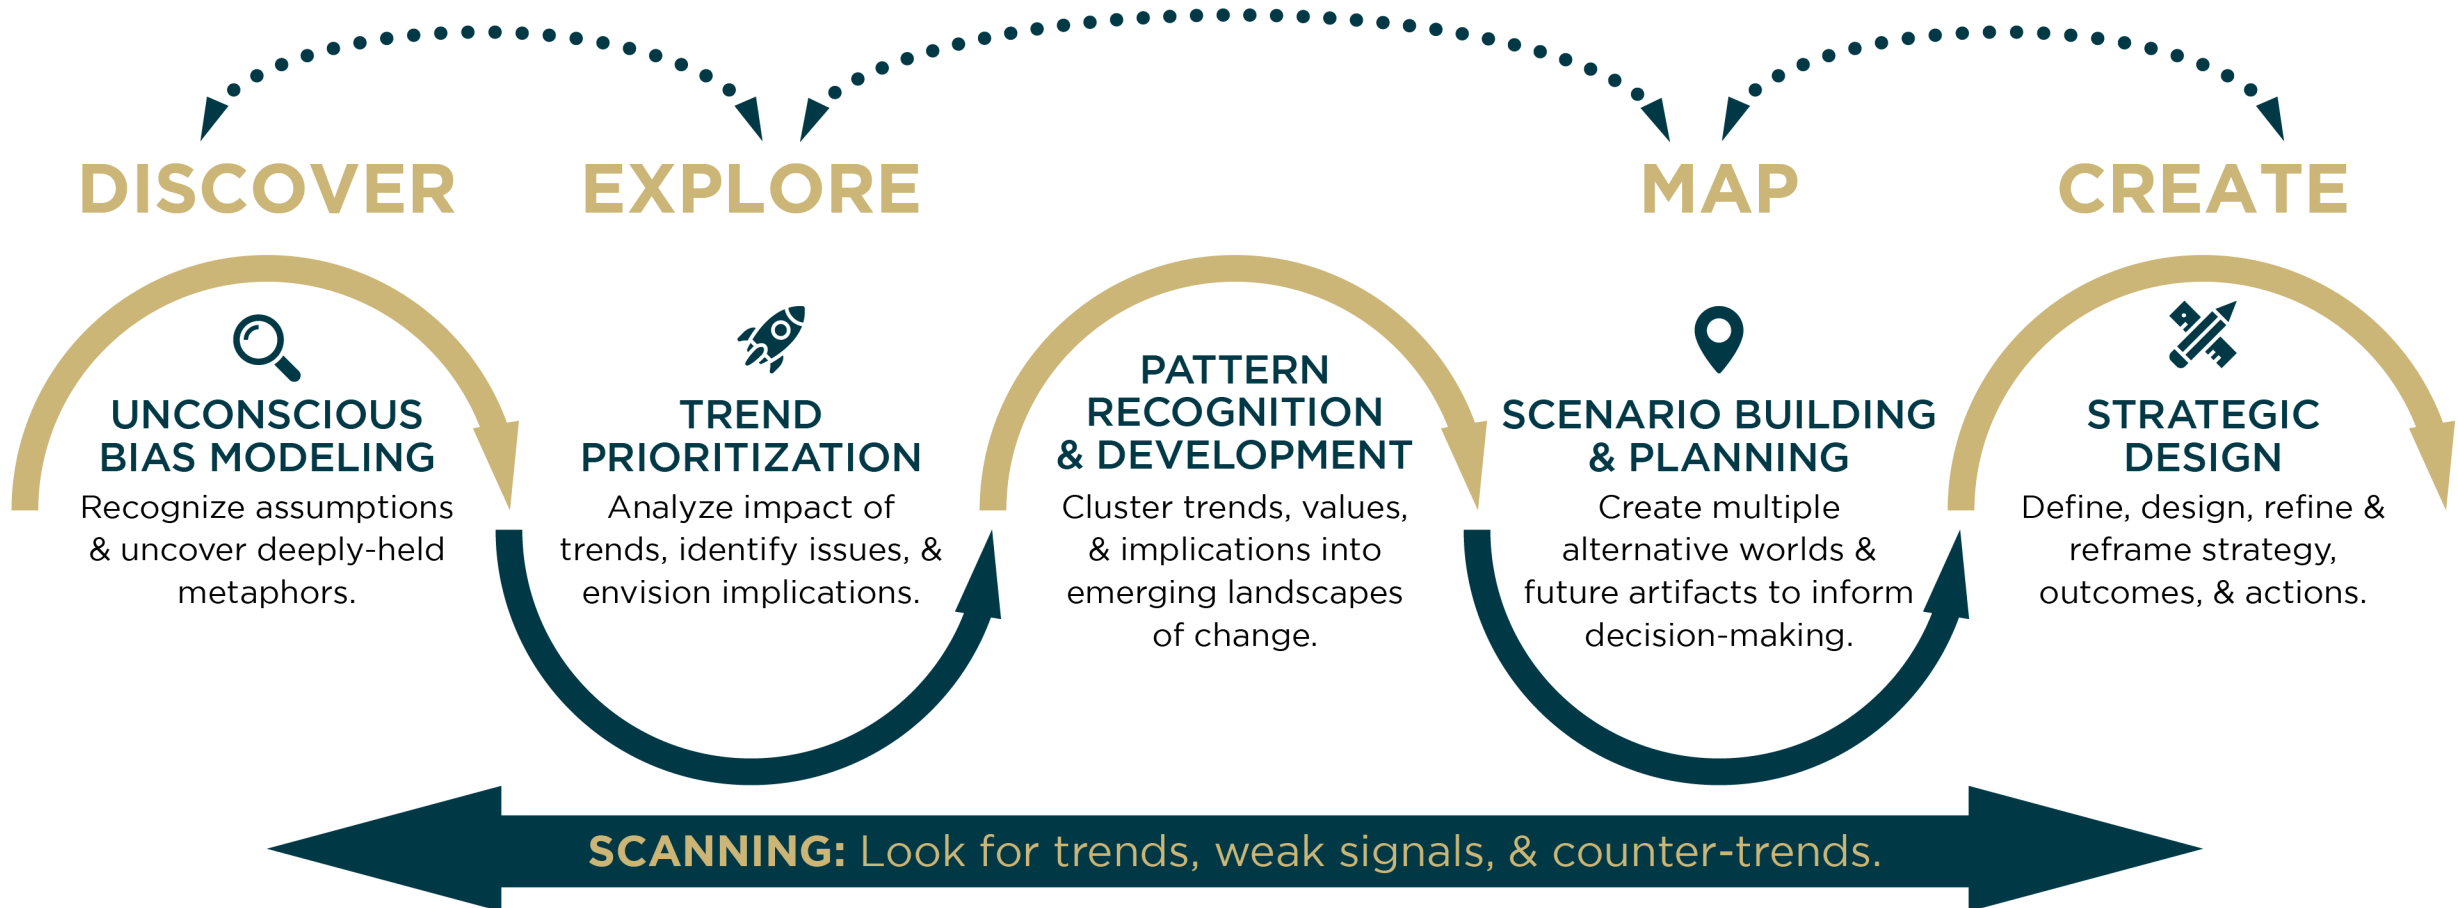 DISCOVER
EXPLORE
MAP
CREATE
UNCONSCIOUS
BIAS MODELING
Recognize assumptions
& uncover deeply-held
metaphors.
TREND
PRIORITIZATION
Analyze impact of
trends, identify issues, &
envision implications.
PATTERN
RECOGNITION
& DEVELOPMENT
Cluster trends, values,
& implications into
emerging landscapes
of change.
SCENARIO BUILDING
& PLANNING
Create multiple
alternative worlds &
future artifacts to inform
decision-making.
STRATEGIC
DESIGN
Define, design, refine &
reframe strategy,
outcomes, & actions.
SCANNING: Look for trends, weak signals, & counter-trends.